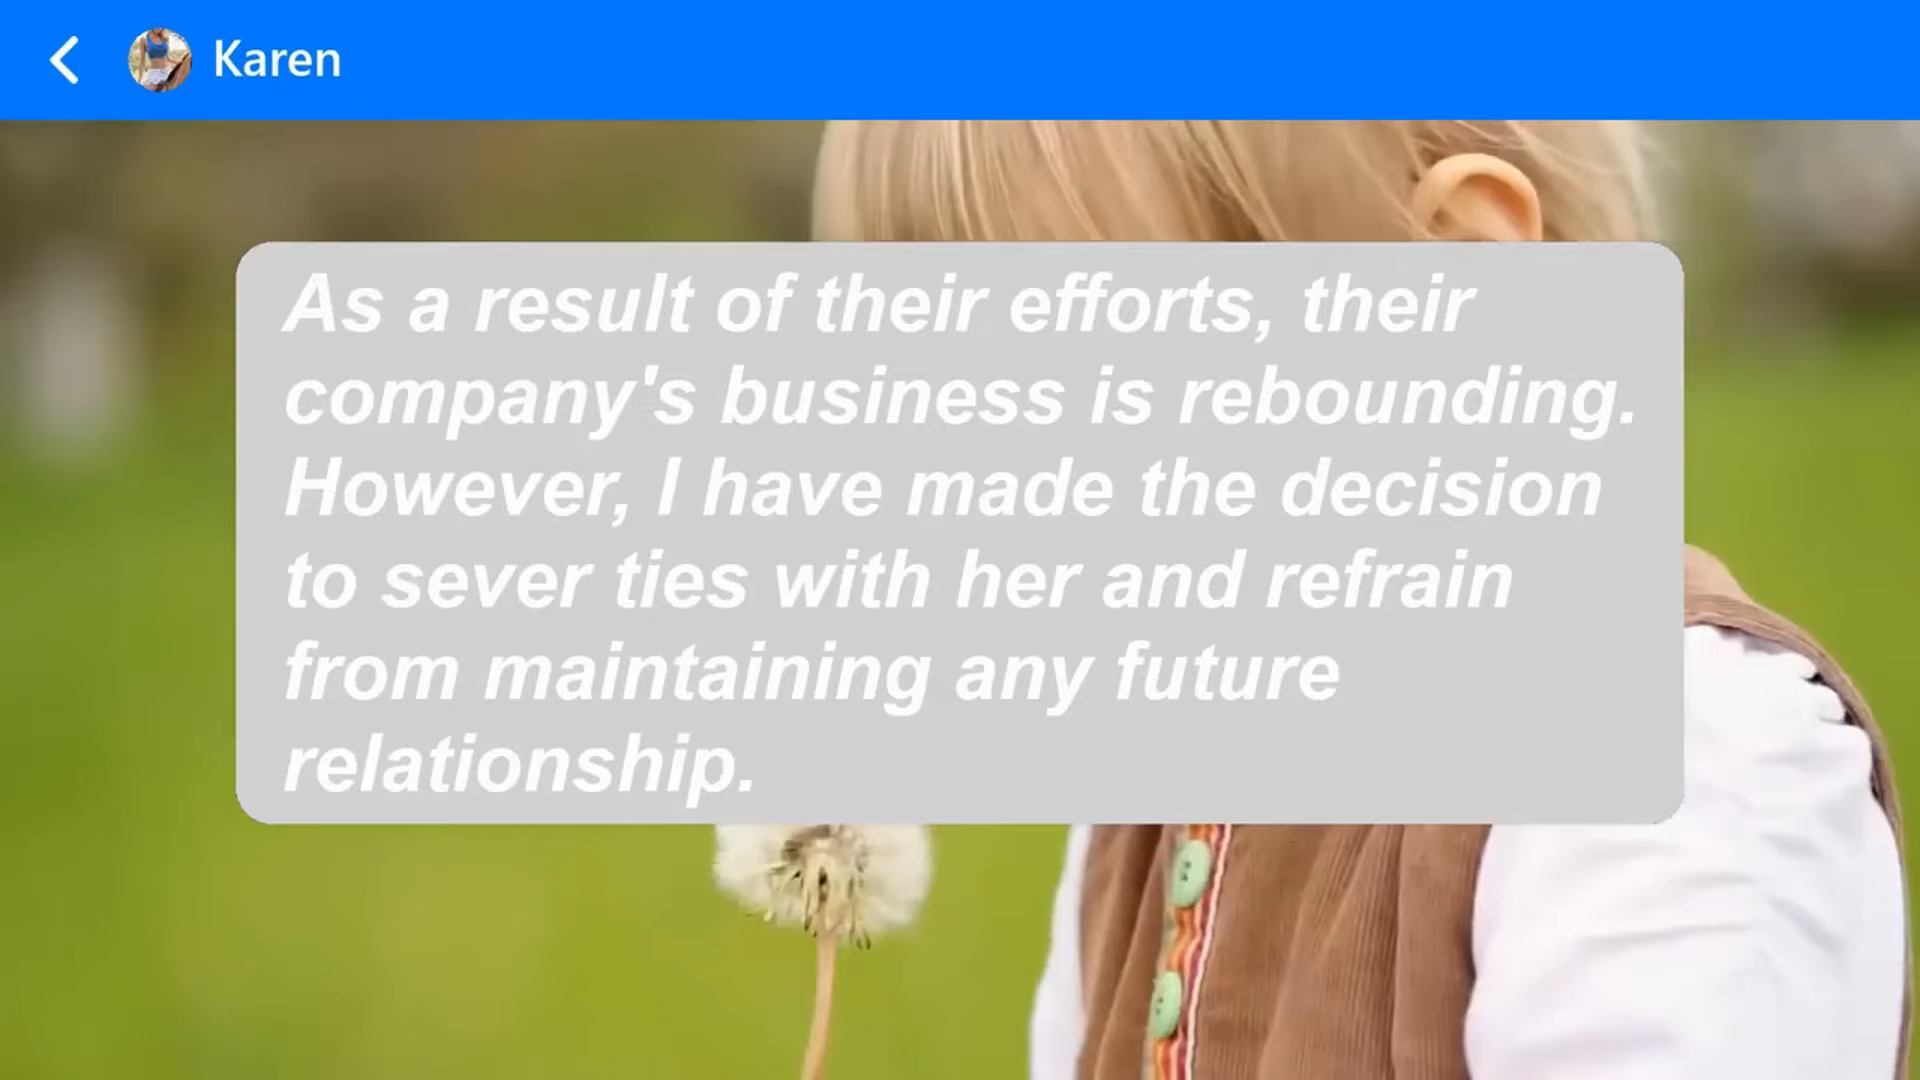 Karen
As a result of their efforts, their
company's business is rebounding.
However, I have made the decision
to sever ties with her and refrain
from maintaining any future
relationship.